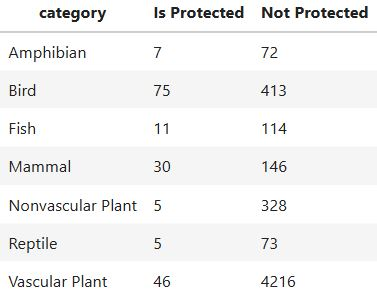 category Is Protected Not Protected
Amphibian 7 72
Bird 75 413
Fish 11 114
Mammal 30 146
Nonvascular Plant 5 328
Reptile 5 73
Vascular Plant 46 4216